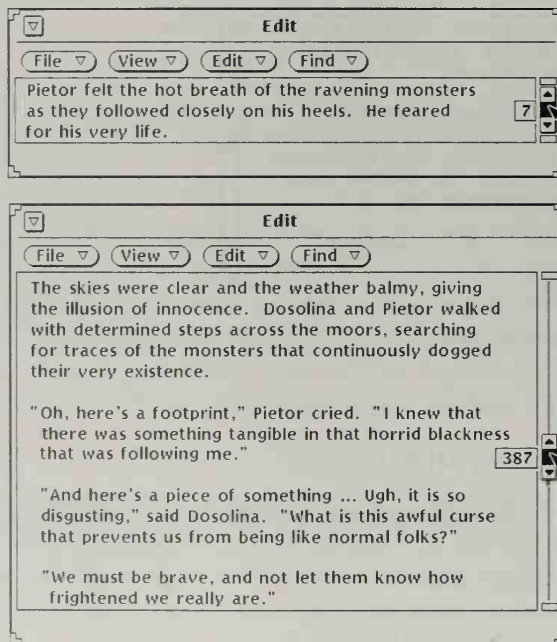 Edit
File View Edit Find
Pietor felt the hot breath of the ravening monsters
as they followed closely on his heels. He feared
for his very life.
7
Edit
File View Edit Find
The skies were clear and the weather balmy, giving
the illusion of innocence. Dosolina and Pietor walked
with determined steps across the moors, searching
for traces of the monsters that continuously dogged
their very existence.
"Oh, here's a footprint," Pietor cried. "I knew that
there was something tangible in that horrid blackness
that was following me."
387
"And here's a piece of something ... Ugh, it is so
disgusting," said Dosolina. "What is this awful curse
that prevents us from being like normal folks?"
"We must be brave, and not let them know how
frightened we really are."